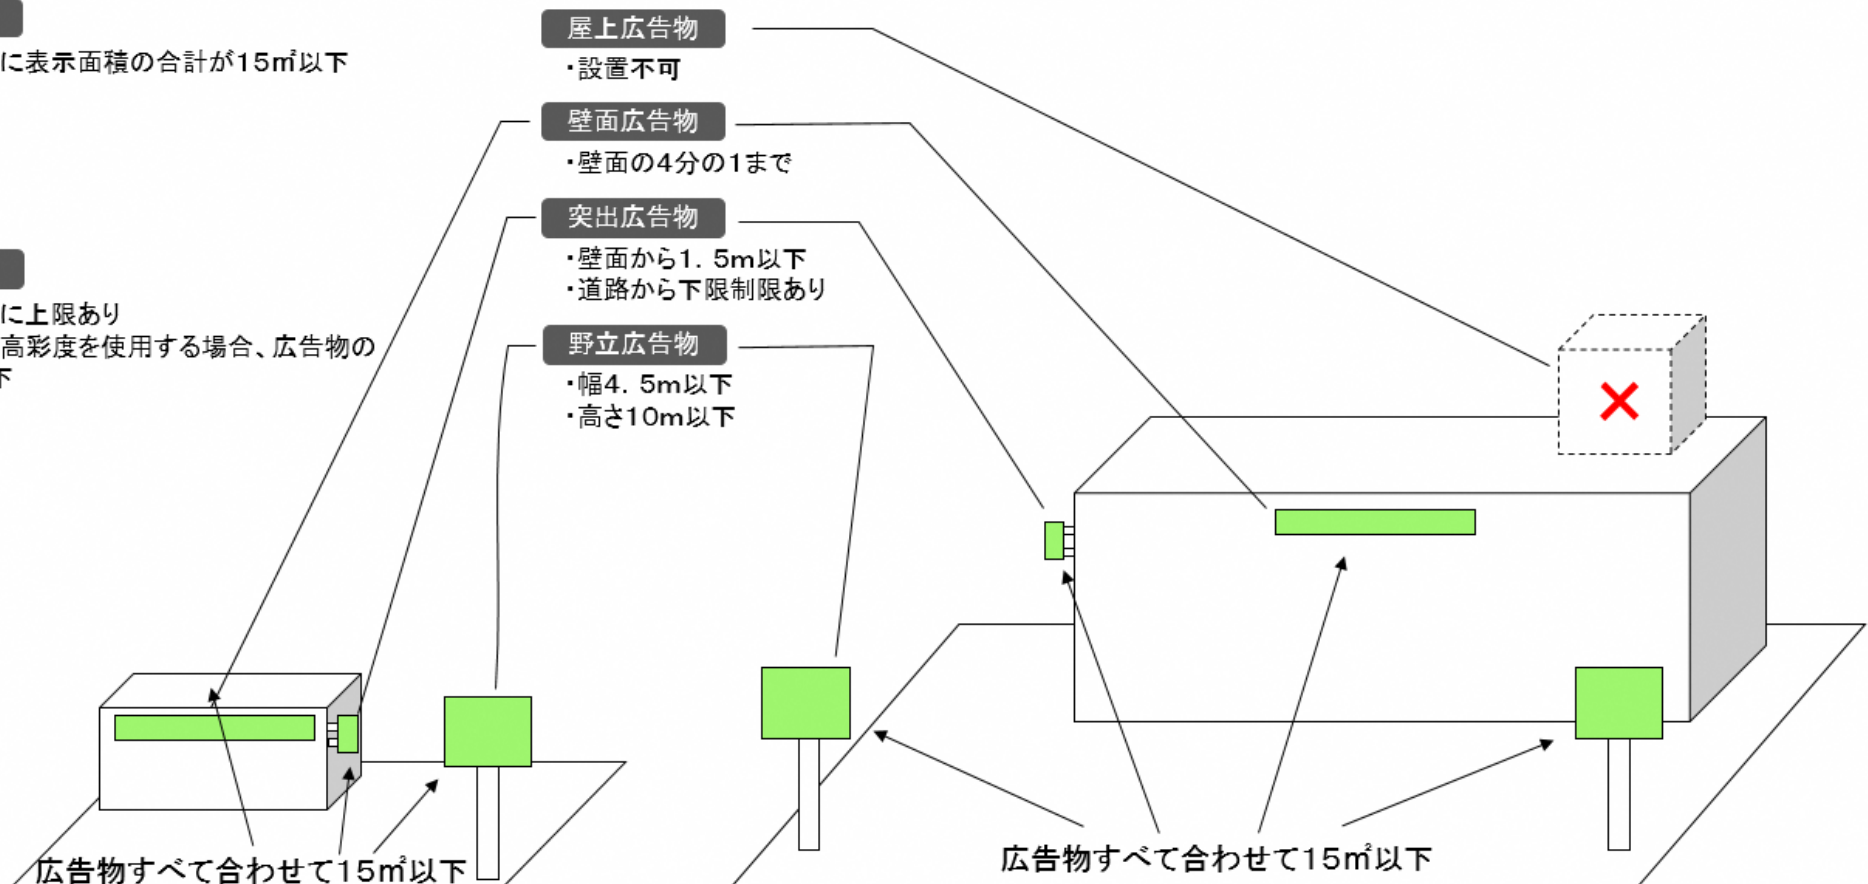 に表示面積の合計が15㎡以下
に上限あり
高彩度を使用する場合、広告物の
下
屋上広告物
・設置不可
壁面広告物
・壁面の4分の1まで
突出広告物
・壁面から1．5m以下
・道路から下限制限あり
野立広告物
・幅4．5m以下
・高さ10m以下
広告物すべて合わせて15㎡以下
広告物すべて合わせて15㎡以下